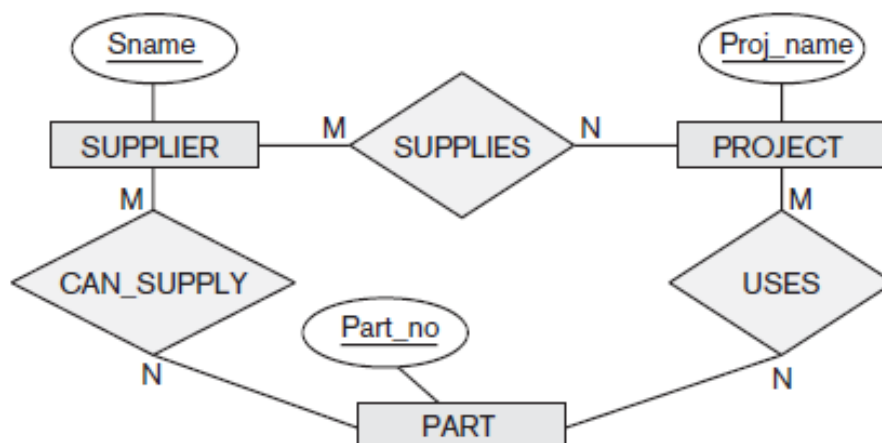 Sname
Proj_name
M
N
SUPPLIER
SUPPLIES
PROJECT
M
M
CAN_SUPPLY
USES
Part_no
N
N
PART